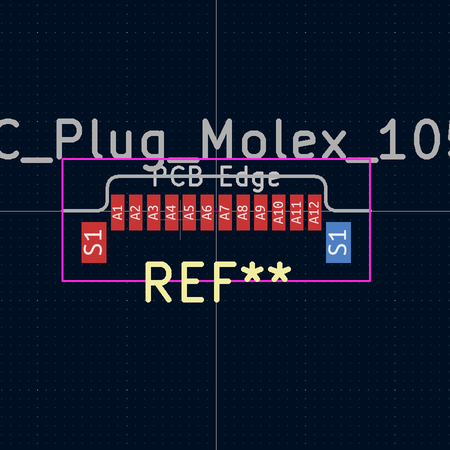 C_Plug_Molex_105
PCB Edge
A1 A2 A3 A4 A5 A6 A7 A8 A9 A10 A11 A12
S1 S1
REF**